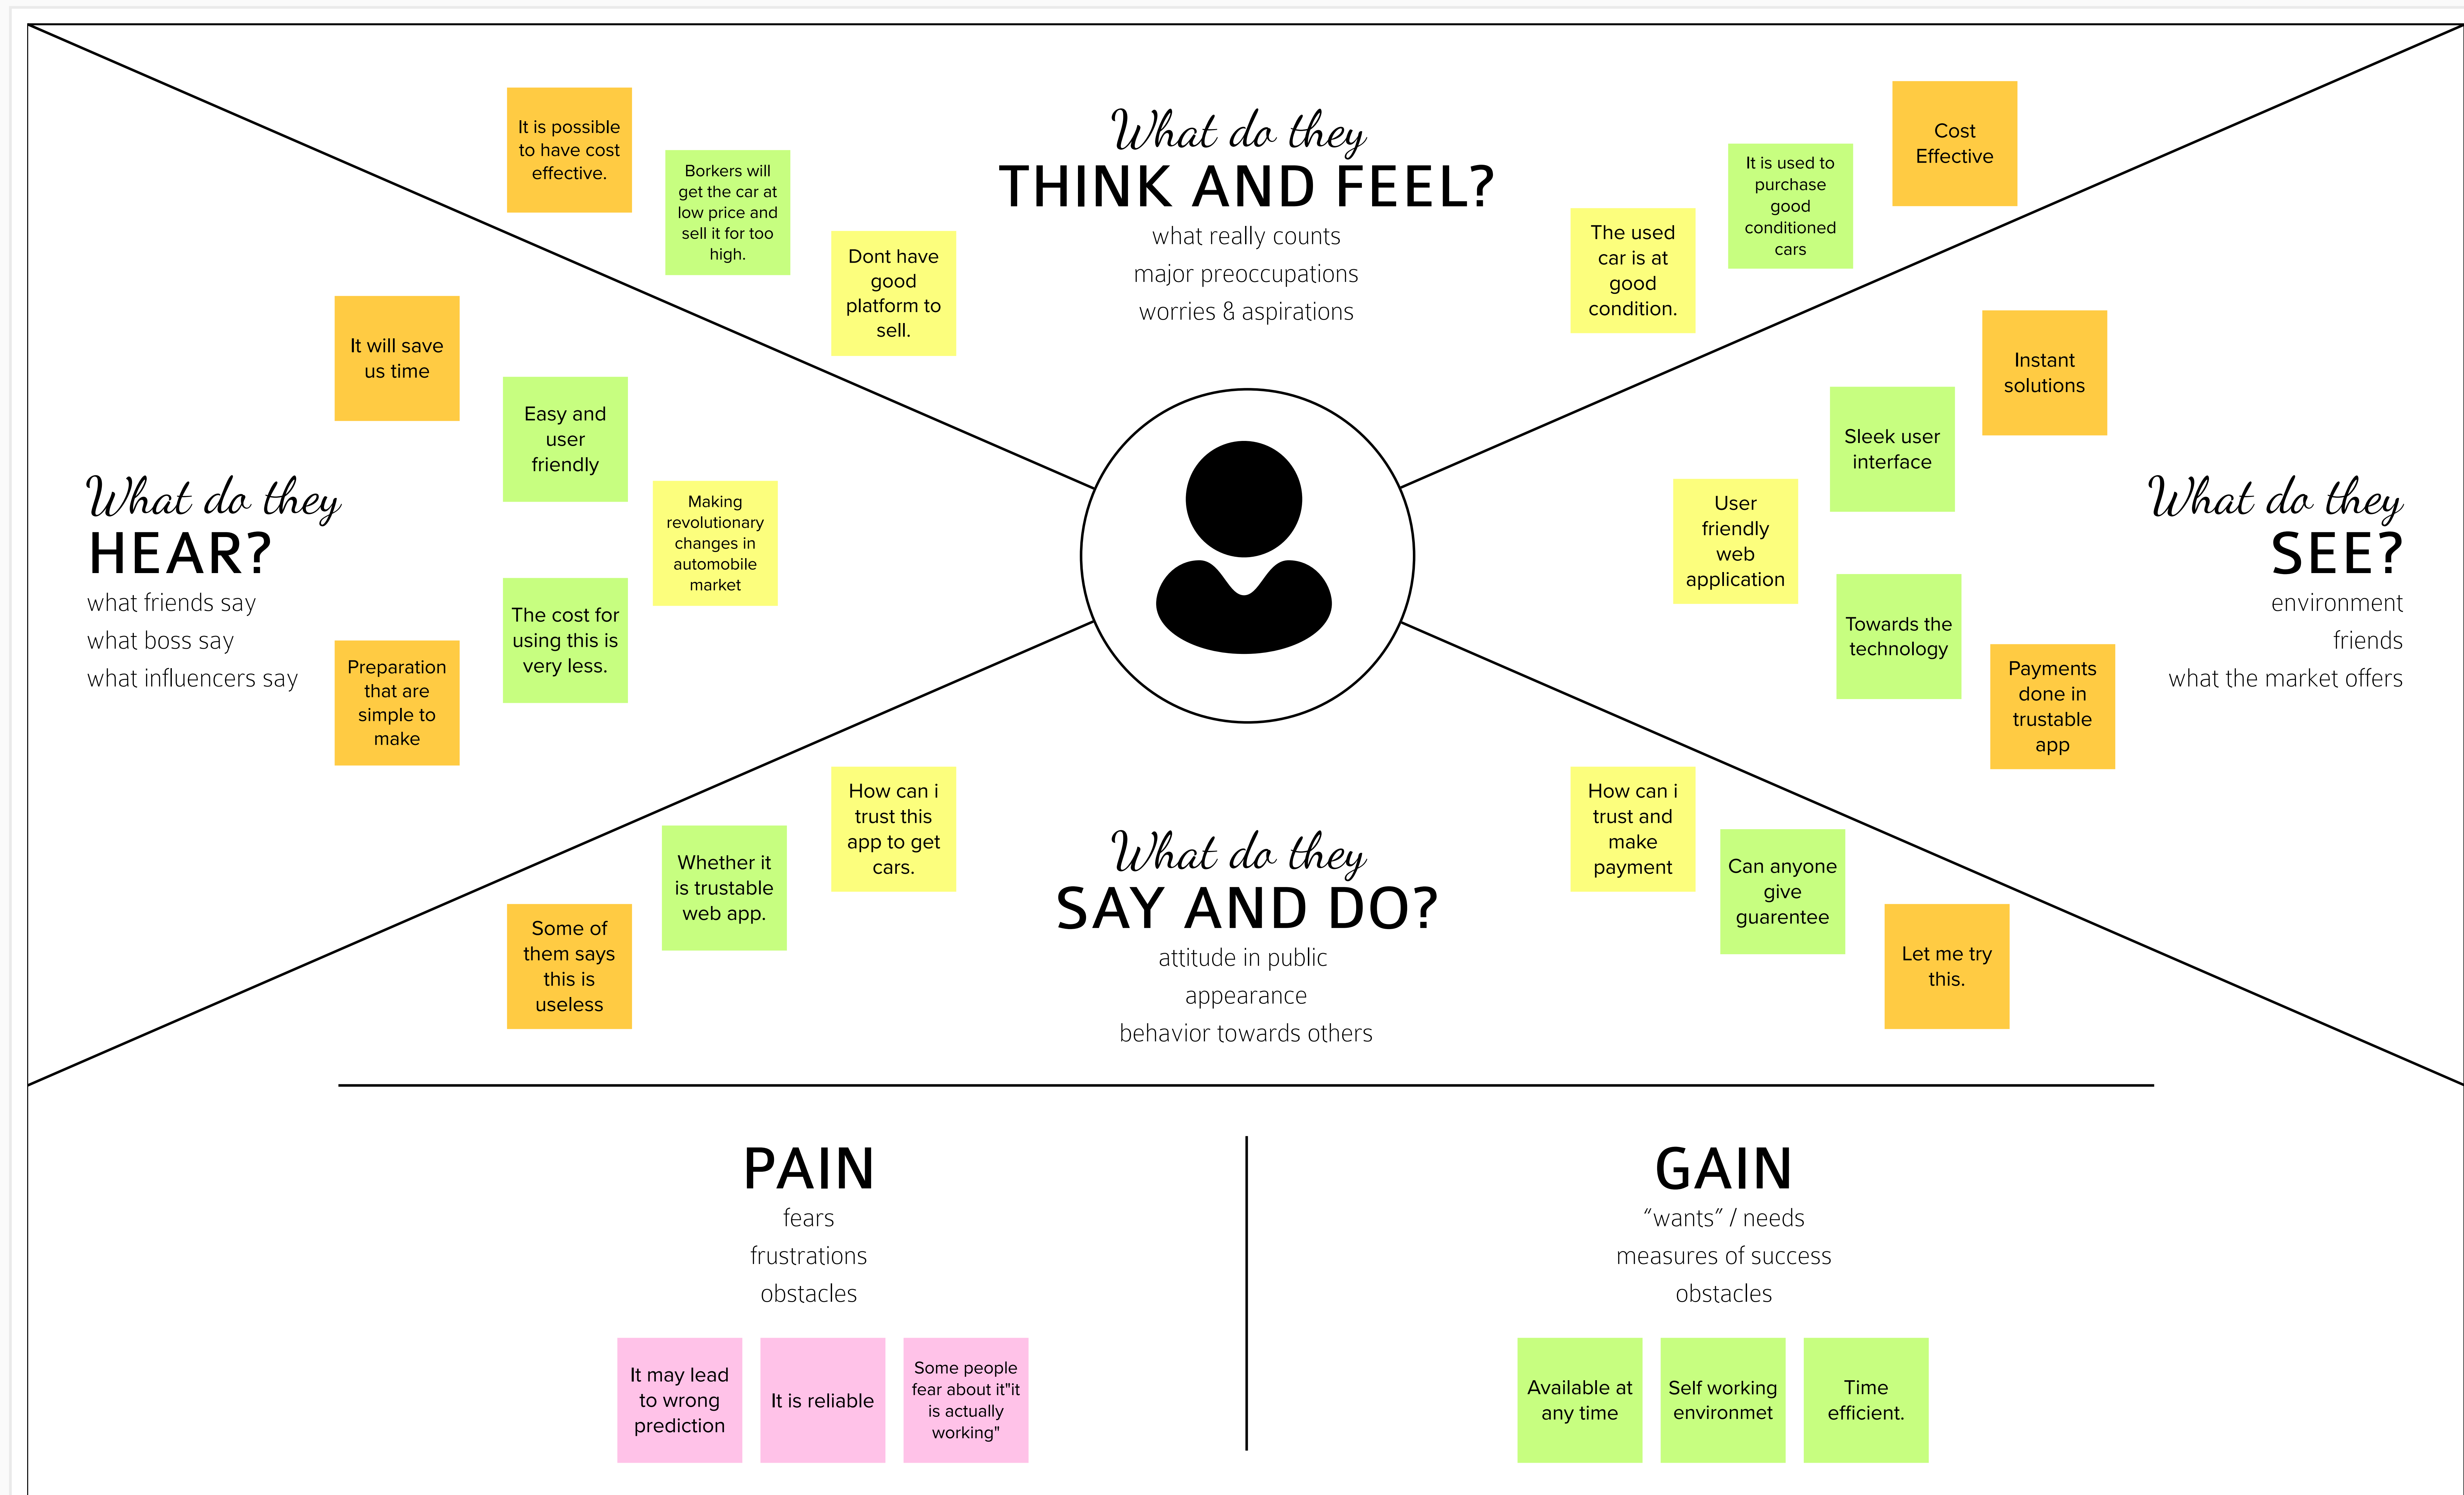 What do they
THINK AND FEEL?
what really counts
major preoccupations
worries & aspirations
It is possible
to have cost
effective.
Borkers will
get the car at
low price and
sell it for too
high.
Dont have
good
platform to
sell.
The used
car is at
good
condition.
It is used to
purchase
good
conditioned
cars
Cost
Effective
What do they
HEAR?
what friends say
what boss say
what influencers say
It will save
us time
Easy and
user
friendly
Making
revolutionary
changes in
automobile
market
The cost for
using this is
very less.
Preparation
that are
simple to
make
What do they
SEE?
environment
friends
what the market offers
Instant
solutions
Sleek user
interface
User
friendly
web
application
Towards the
technology
Payments
done in
trustable
app
What do they
SAY AND DO?
attitude in public
appearance
behavior towards others
How can i
trust this
app to get
cars.
Whether it
is trustable
web app.
Some of
them says
this is
useless
How can i
trust and
make
payment
Can anyone
give
guarentee
Let me try
this.
PAIN
fears
frustrations
obstacles
It may lead
to wrong
prediction
It is reliable
Some people
fear about it"it
is actually
working"
GAIN
“wants” / needs
measures of success
obstacles
Available at
any time
Self working
environmet
Time
efficient.